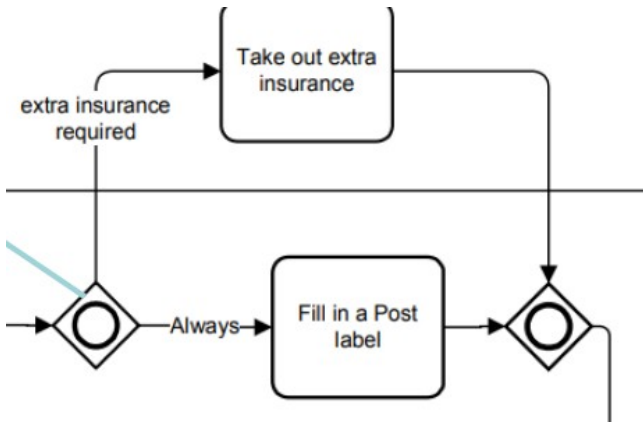 Take out extra
insurance
extra insurance
required
Always
Fill in a Post
label